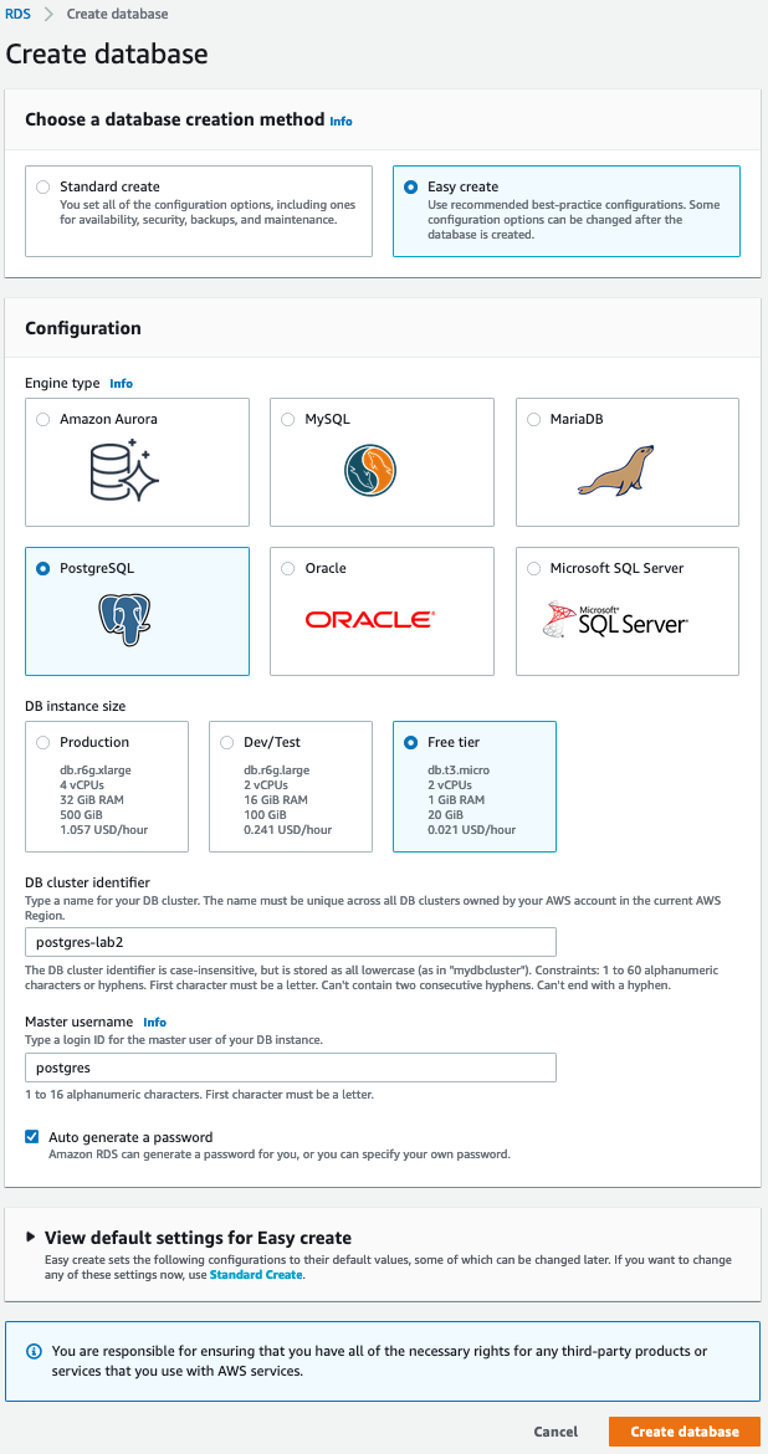 RDS > Create database
Create database
Choose a database creation method Info
Standard create
You set all of the configuration options, including ones
for availability, security, backups, and maintenance.
Easy create
Use recommended best-practice configurations. Some
configuration options can be changed after the
database is created.
Configuration
Engine type Info
Amazon Aurora
MySQL
MariaDB
PostgreSQL
Oracle
ORACLE®
Microsoft SQL Server
Microsoft®
SQL Server®
DB instance size
Production
db.r6g.xlarge
4 vCPUs
32 GiB RAM
500 GiB
1.057 USD/hour
Dev/Test
db.r6g.large
2 vCPUs
16 GiB RAM
100 GiB
0.241 USD/hour
Free tier
db.t3.micro
2 vCPUs
1 GiB RAM
20 GiB
0.021 USD/hour
DB cluster identifier
Type a name for your DB cluster. The name must be unique across all DB clusters owned by your AWS account in the current AWS
Region.
postgres-lab2
The DB cluster identifier is case-insensitive, but is stored as all lowercase (as in "mydbcluster"). Constraints: 1 to 60 alphanumeric
characters or hyphens. First character must be a letter. Can't contain two consecutive hyphens. Can't end with a hyphen.
Master username Info
Type a login ID for the master user of your DB instance.
postgres
1 to 16 alphanumeric characters. First character must be a letter.
Auto generate a password
Amazon RDS can generate a password for you, or you can specify your own password.
View default settings for Easy create
Easy create sets the following configurations to their default values, some of which can be changed later. If you want to change
any of these settings now, use Standard Create.
You are responsible for ensuring that you have all of the necessary rights for any third-party products or
services that you use with AWS services.
Cancel
Create database